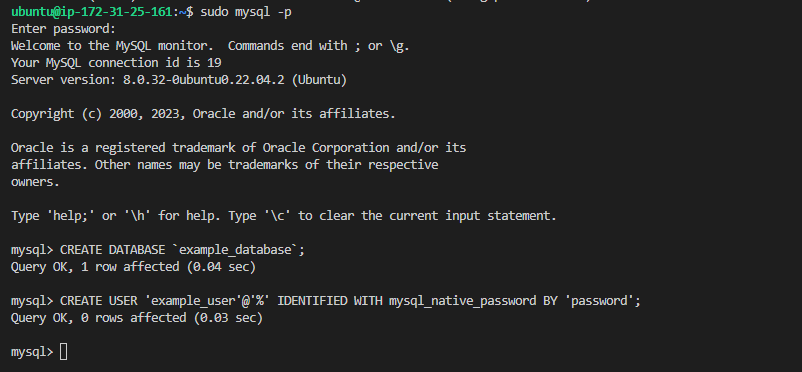 ubuntu@ip-172-31-25-161:~$ sudo mysql -p
Enter password:
Welcome to the MySQL monitor.  Commands end with ; or \g.
Your MySQL connection id is 19
Server version: 8.0.32-0ubuntu0.22.04.2 (Ubuntu)
Copyright (c) 2000, 2023, Oracle and/or its affiliates.
Oracle is a registered trademark of Oracle Corporation and/or its
affiliates. Other names may be trademarks of their respective
owners.
Type 'help;' or '\h' for help. Type '\c' to clear the current input statement.
mysql> CREATE DATABASE `example_database`;
Query OK, 1 row affected (0.04 sec)
mysql> CREATE USER 'example_user'@'%' IDENTIFIED WITH mysql_native_password BY 'password';
Query OK, 0 rows affected (0.03 sec)
mysql>